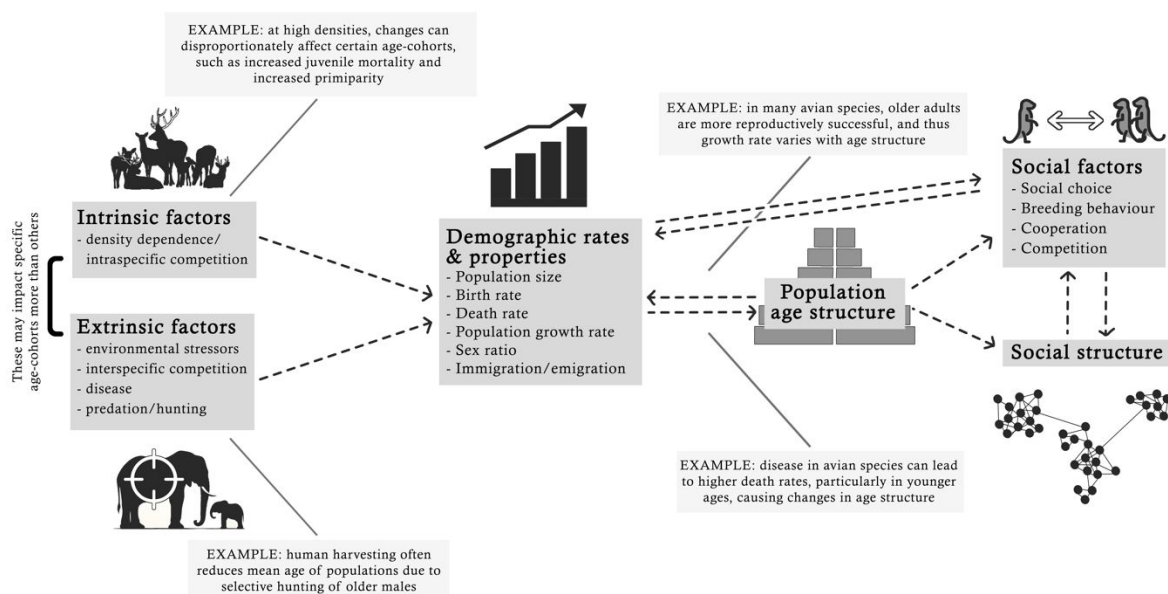 EXAMPLE: at high densities, changes can
disproportionately affect certain age-cohorts,
such as increased juvenile mortality and
increased primiparity
These may impact specific
age-cohorts more than others
Intrinsic factors
- density dependence/
intraspecific competition
Extrinsic factors
- environmental stressors
- interspecific competition
- disease
- predation/hunting
EXAMPLE: human harvesting often
reduces mean age of populations due to
selective hunting of older males
Demographic rates
& properties
- Population size
- Birth rate
- Death rate
- Population growth rate
- Sex ratio
- Immigration/emigration
EXAMPLE: in many avian species, older adults
are more reproductively successful, and thus
growth rate varies with age structure
Population
age structure
EXAMPLE: disease in avian species can lead
to higher death rates, particularly in younger
ages, causing changes in age structure
Social factors
- Social choice
- Breeding behaviour
- Cooperation
- Competition
Social structure